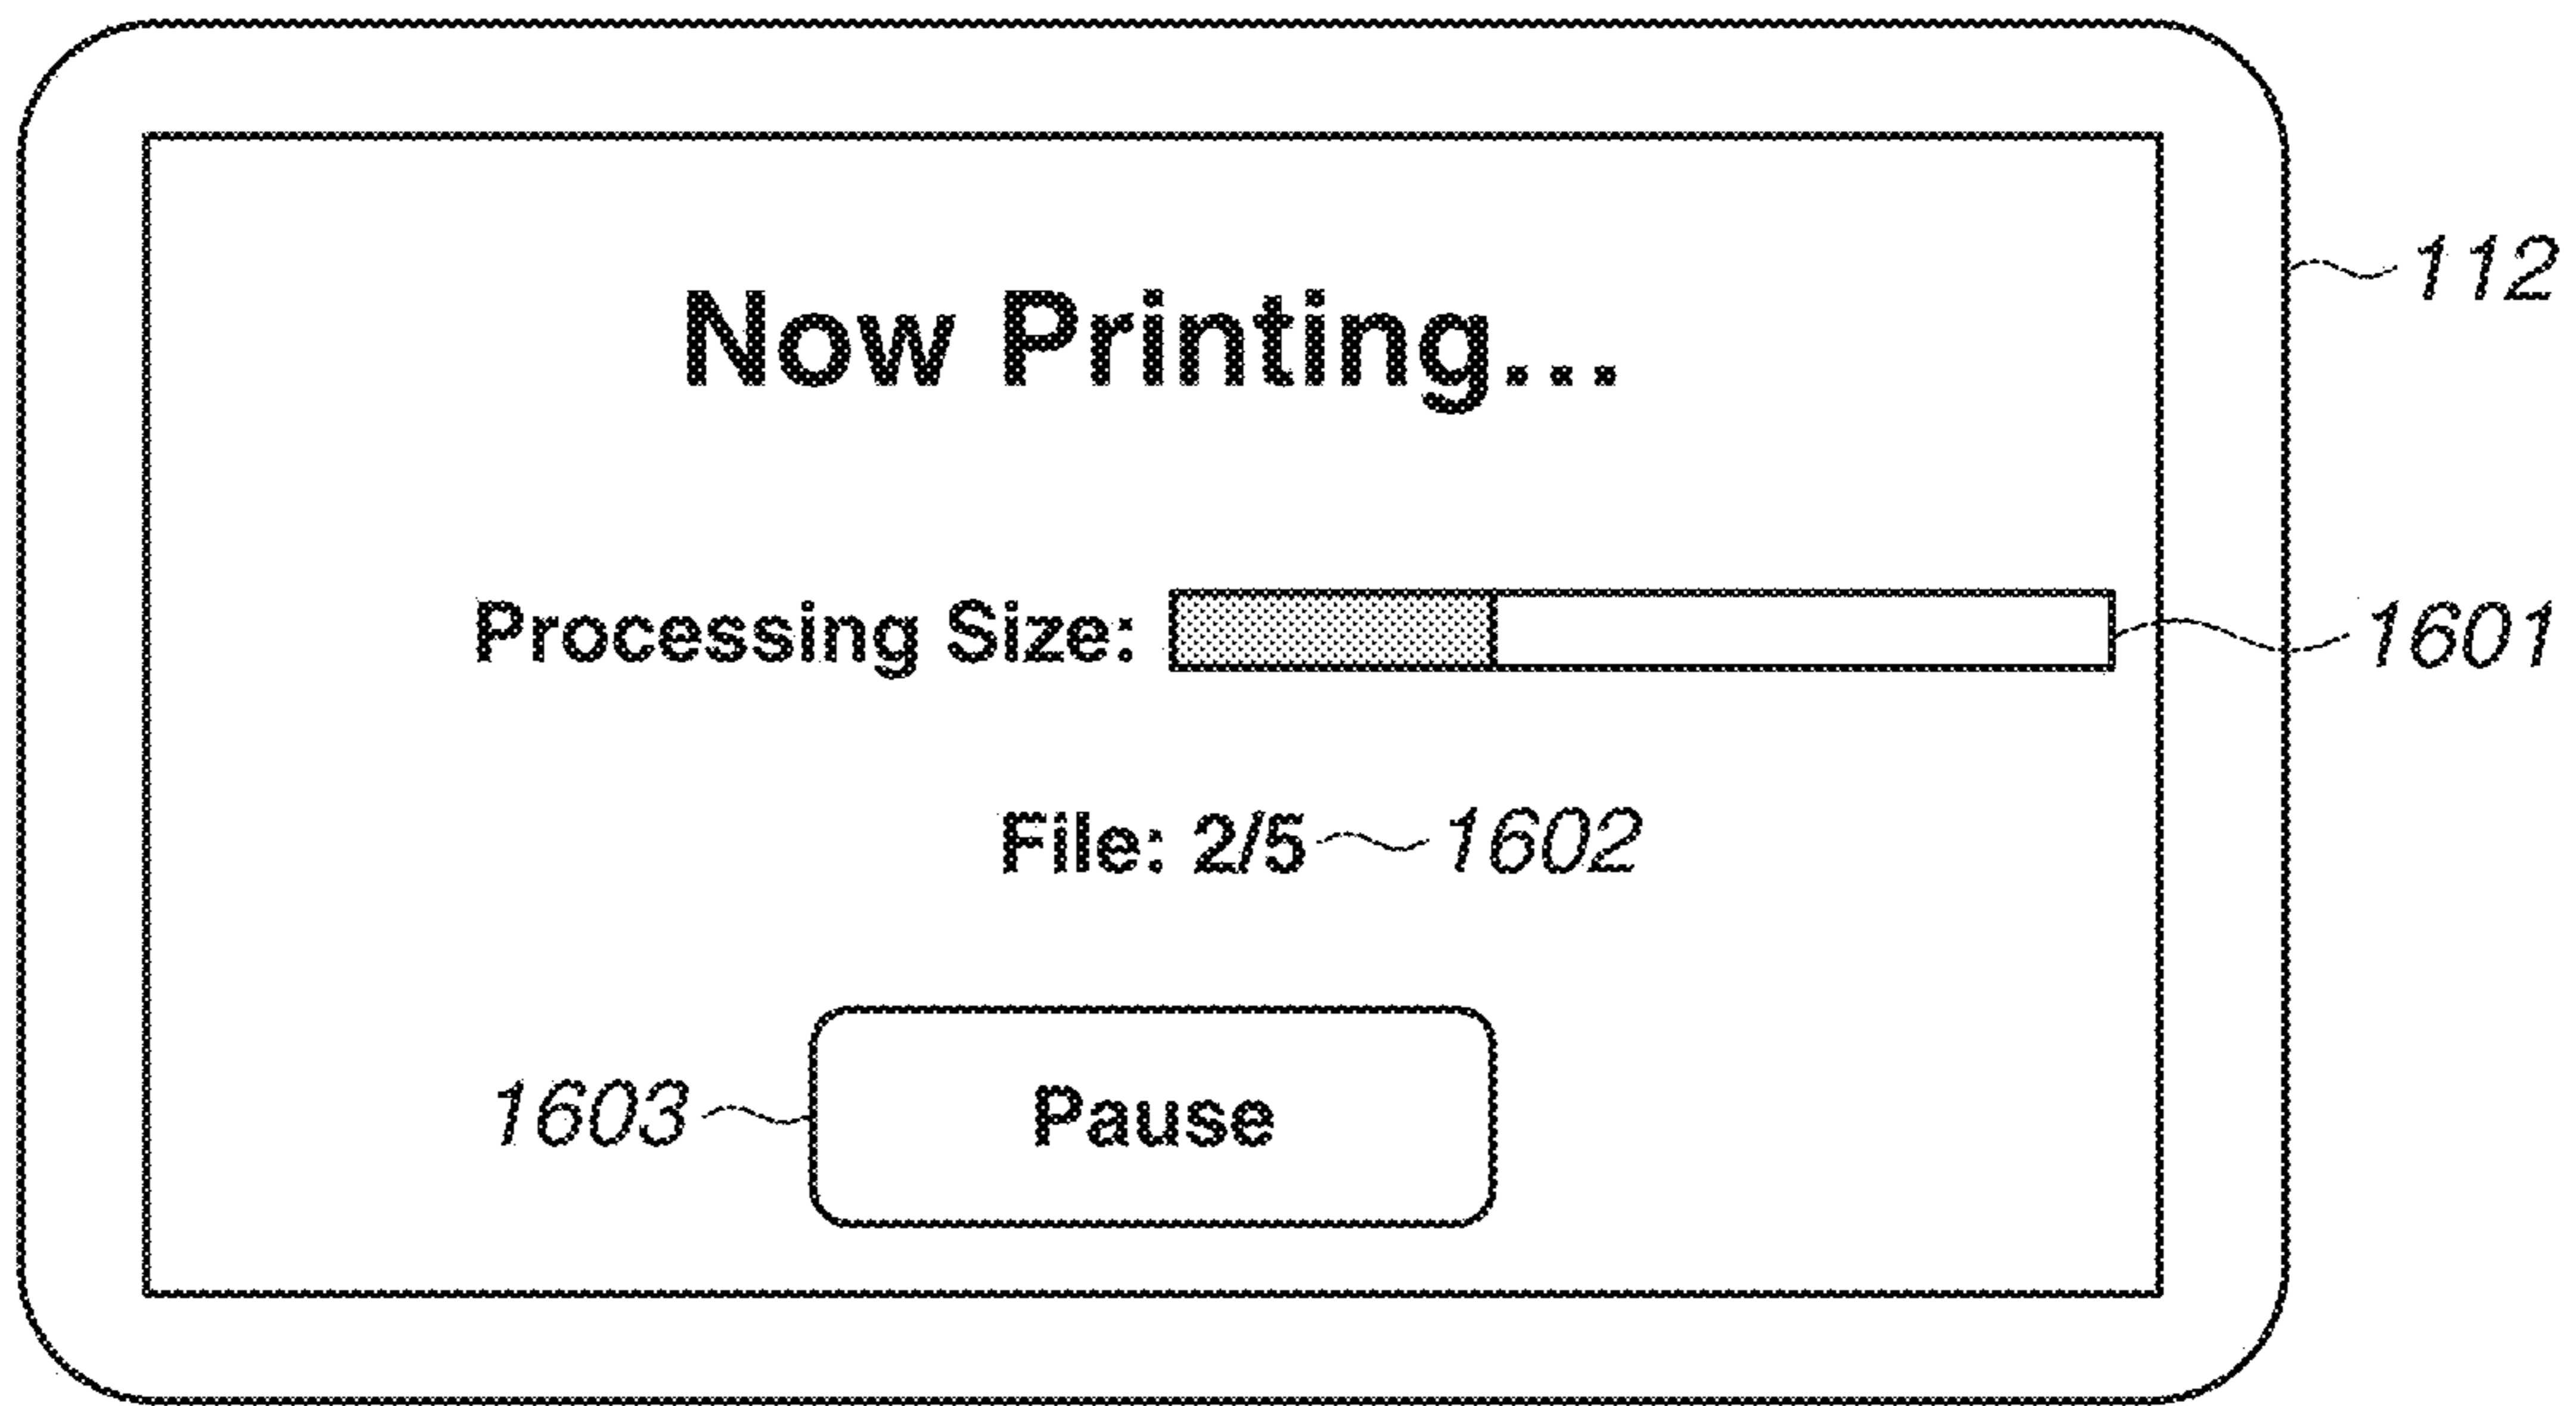 112
Now Printing...
Processing Size: 1601
File: 2/5 1602
1603 Pause